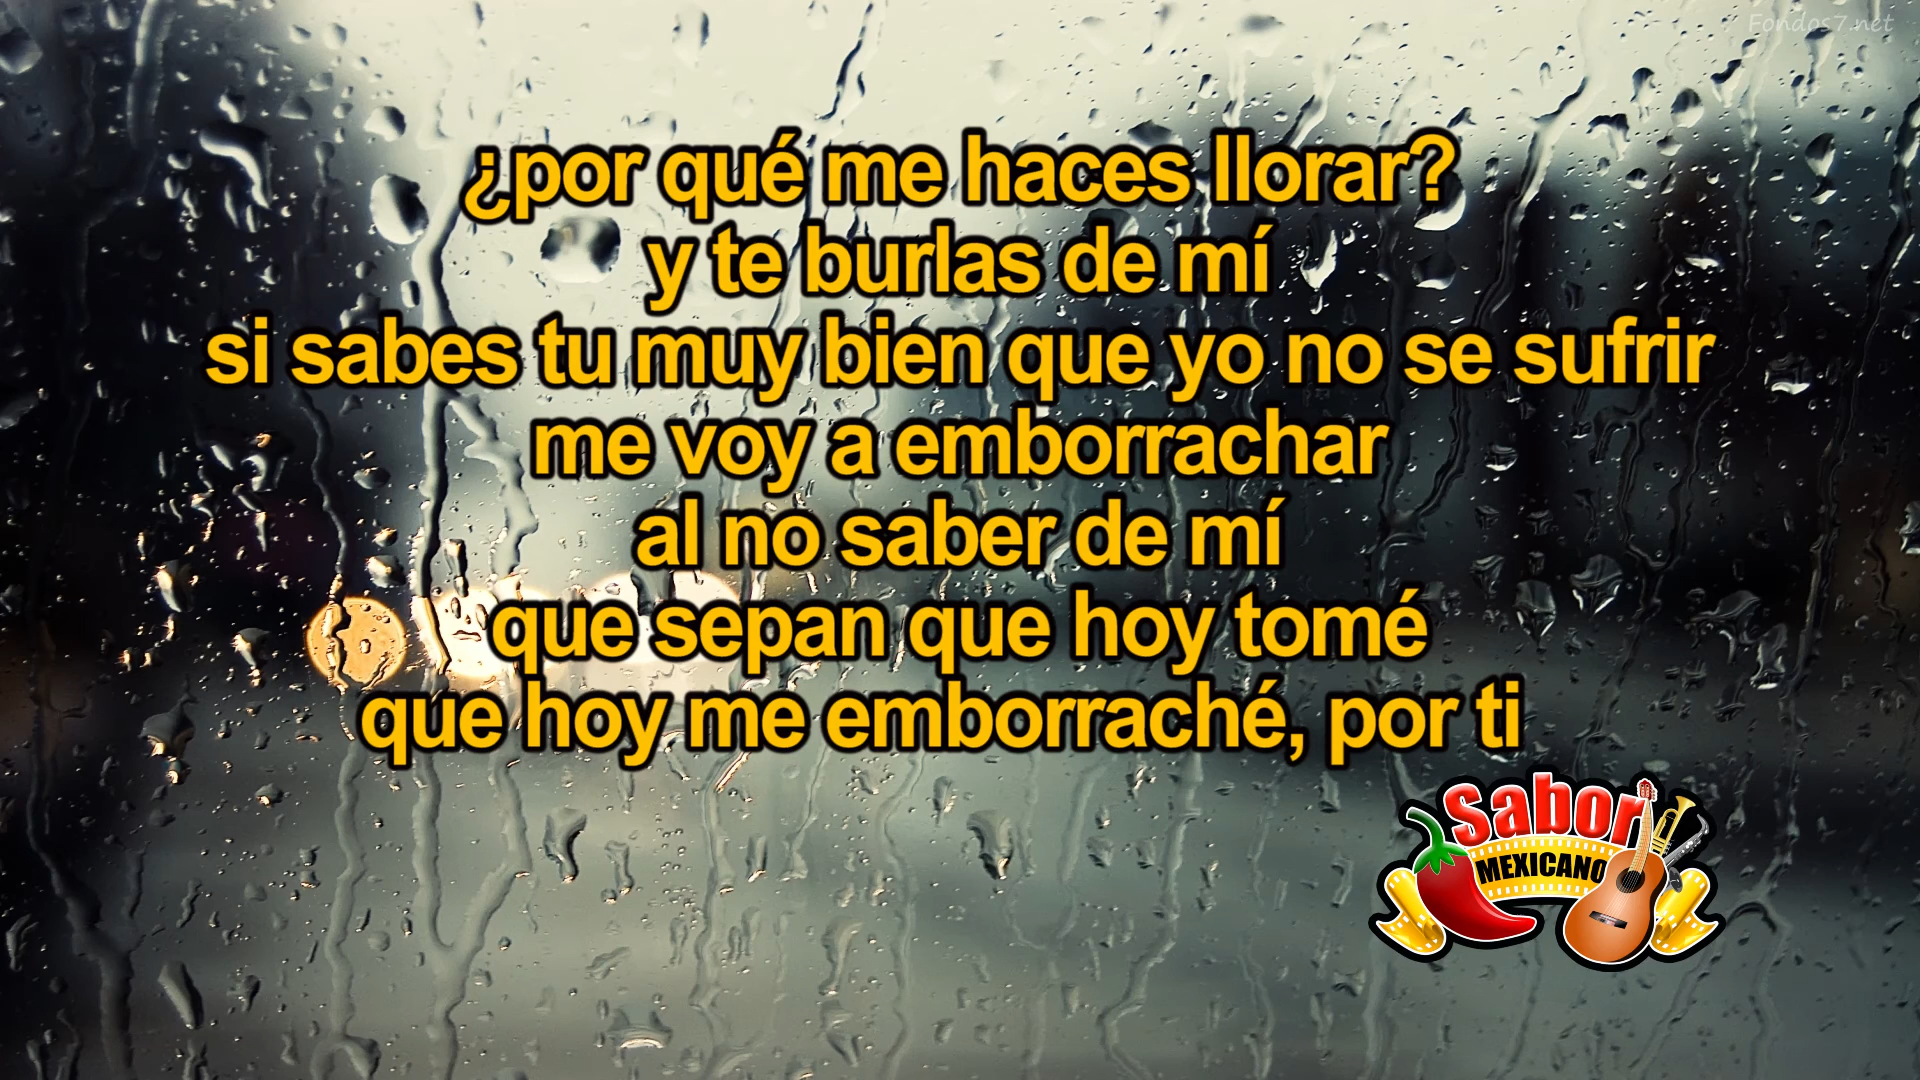 Fondos7.net
¿por qué me haces llorar?
y te burlas de mí
si sabes tu muy bien que yo no se sufrir
me voy a emborrachar
al no saber de mí
que sepan que hoy tomé
que hoy me emborraché, por ti
Sabor
MEXICANO